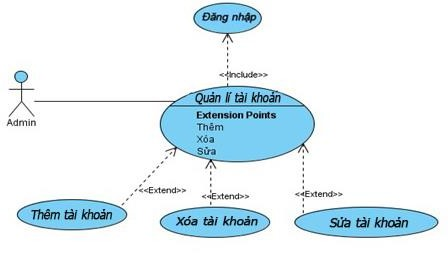 Đăng nhập
<<Include>>
Quản lí tài khoản
Extension Points
Thêm
Xóa
Sửa
Admin
<<Extend>>
<<Extend>>
<<Extend>>
Thêm tài khoản
Xóa tài khoản
Sửa tài khoản